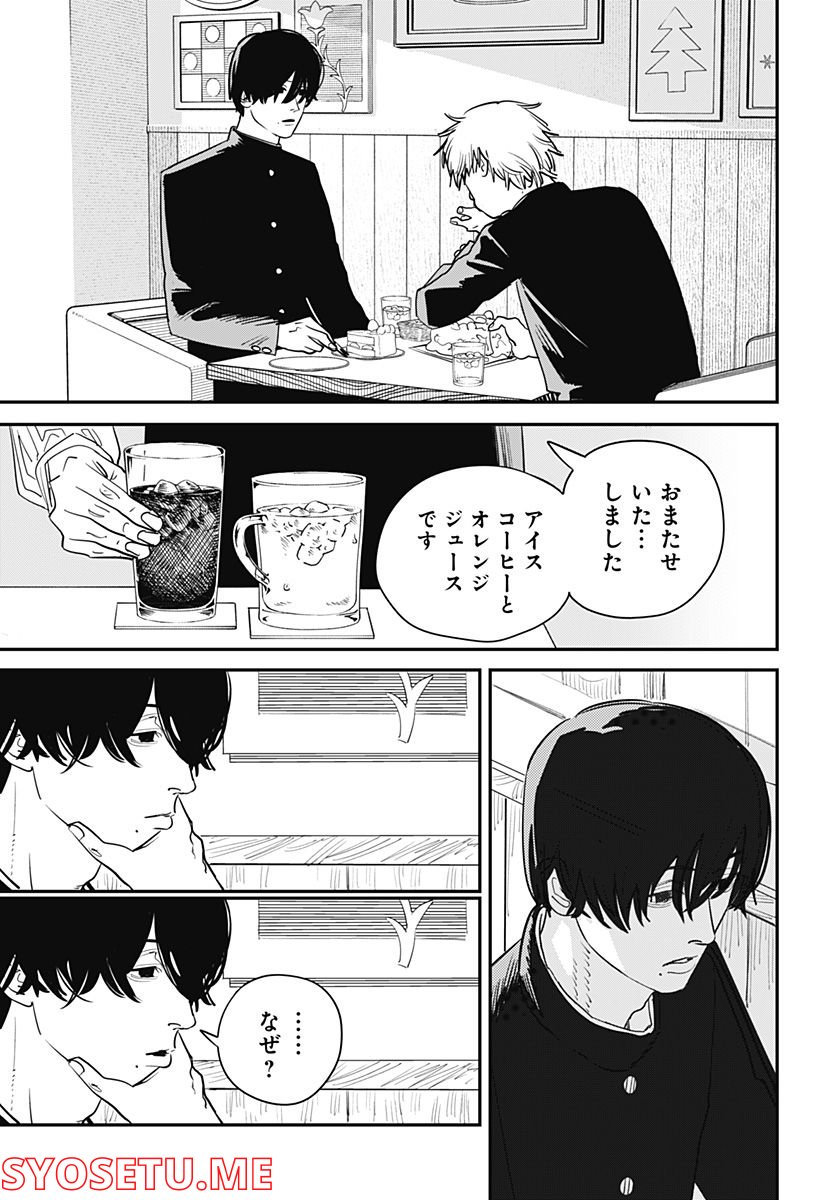 おまたせ
いた…
しました
アイス
コーヒーと
オレンジ
ジュース
です
……
なぜ?
SYOSETU.ME